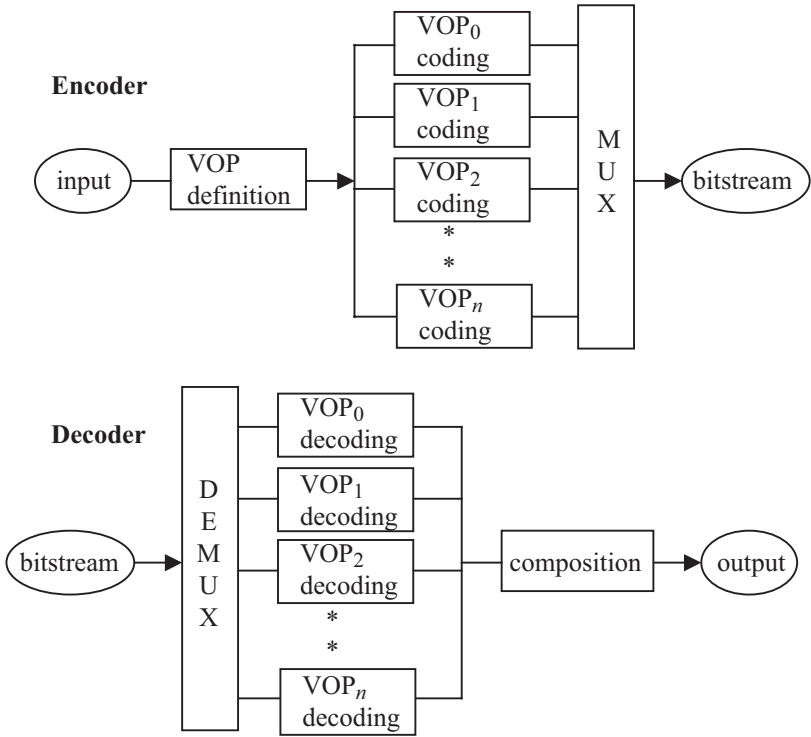 Encoder
input
VOP
definition
VOP₀
coding
VOP₁
coding
VOP₂
coding
*
*
VOPₙ
coding
M
U
X
bitstream
Decoder
bitstream
D
E
M
U
X
VOP₀
decoding
VOP₁
decoding
VOP₂
decoding
*
*
VOPₙ
decoding
composition
output